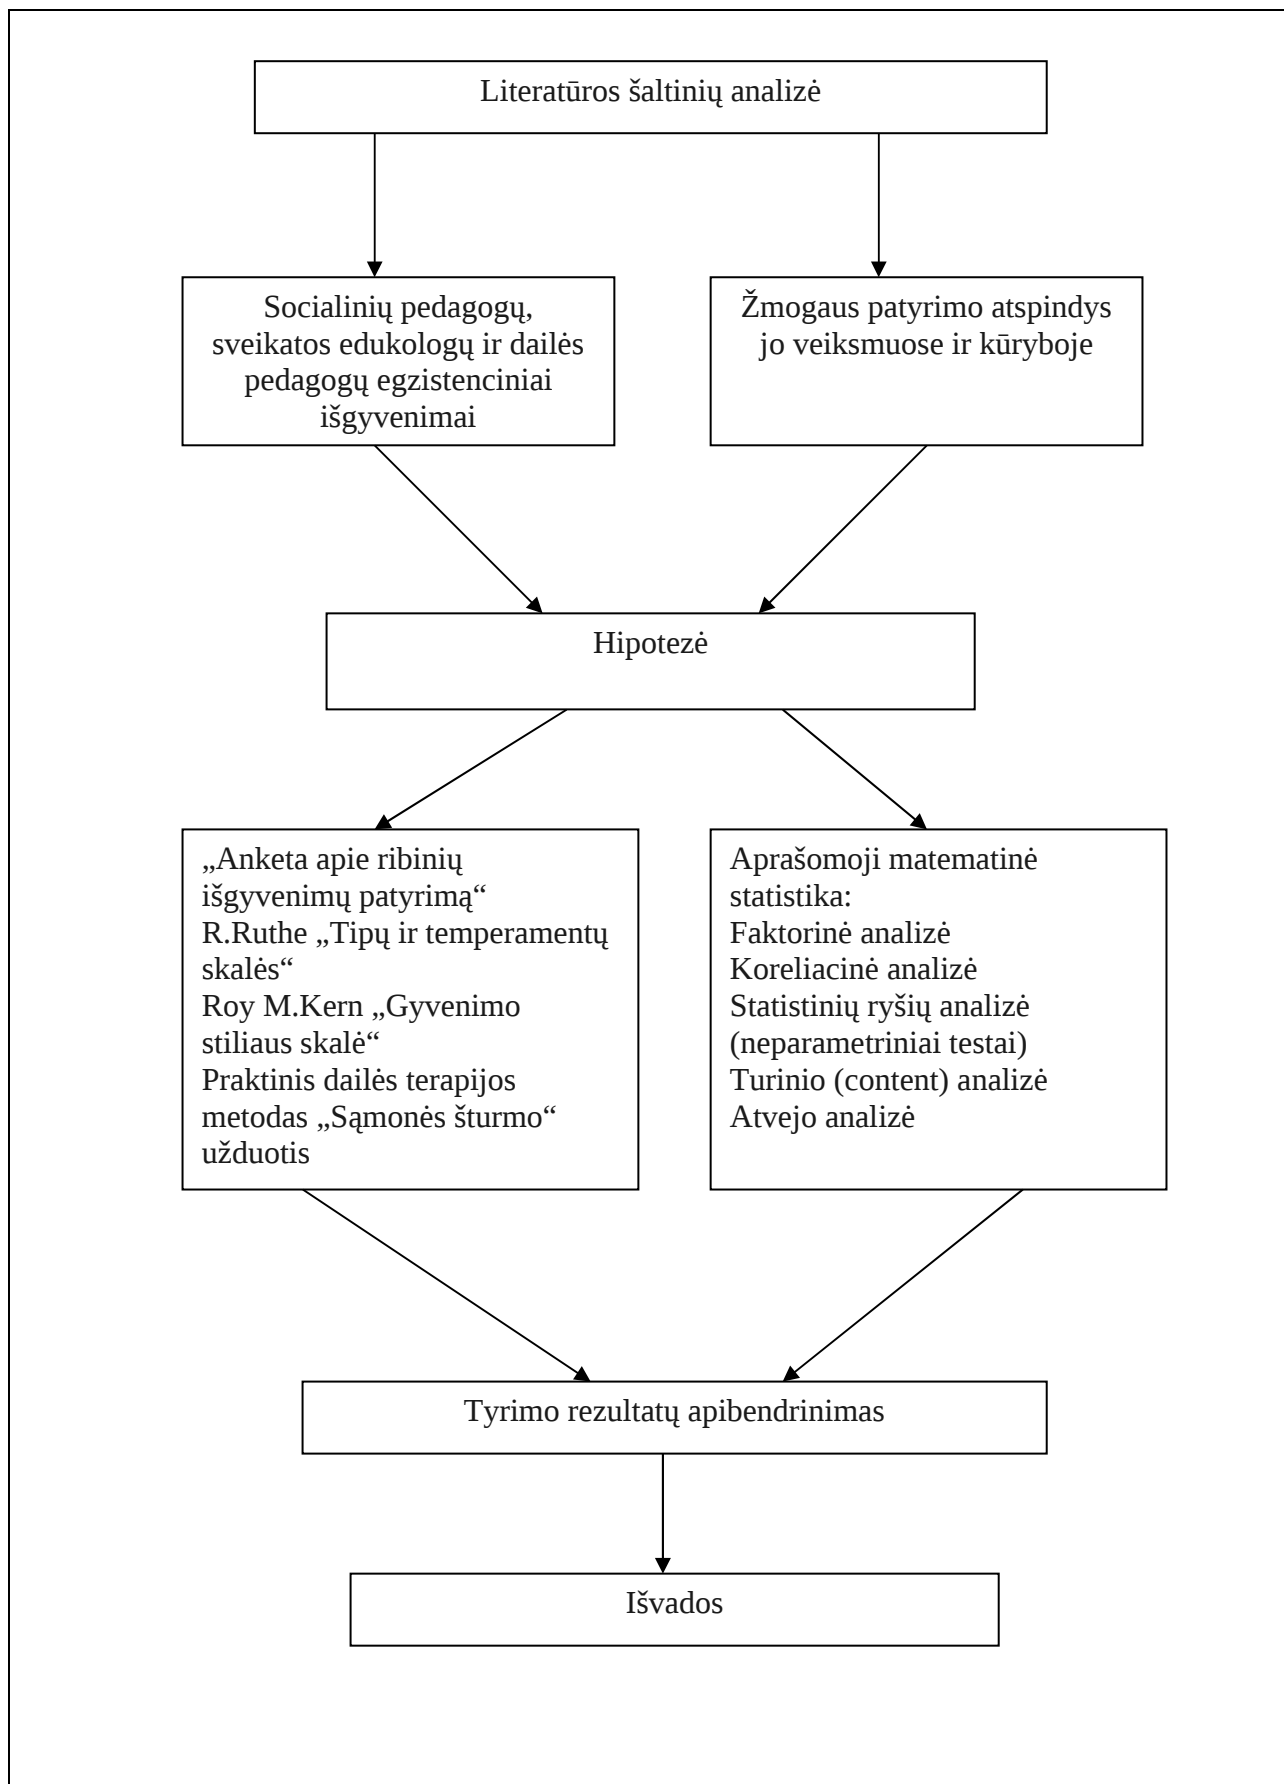 Literatūros šaltinių analizė
Socialinių pedagogų,
sveikatos edukologų ir dailės
pedagogų egzistenciniai
išgyvenimai
Žmogaus patyrimo atspindys
jo veiksmuose ir kūryboje
Hipotezė
„Anketa apie ribinių
išgyvenimų patyrimą“
R.Ruthe „Tipų ir temperamentų
skalės“
Roy M.Kern „Gyvenimo
stiliaus skalė“
Praktinis dailės terapijos
metodas „Sąmonės šturmo“
užduotis
Aprašomoji matematinė
statistika:
Faktorinė analizė
Koreliacinė analizė
Statistinių ryšių analizė
(neparametriniai testai)
Turinio (content) analizė
Atvejo analizė
Tyrimo rezultatų apibendrinimas
Išvados